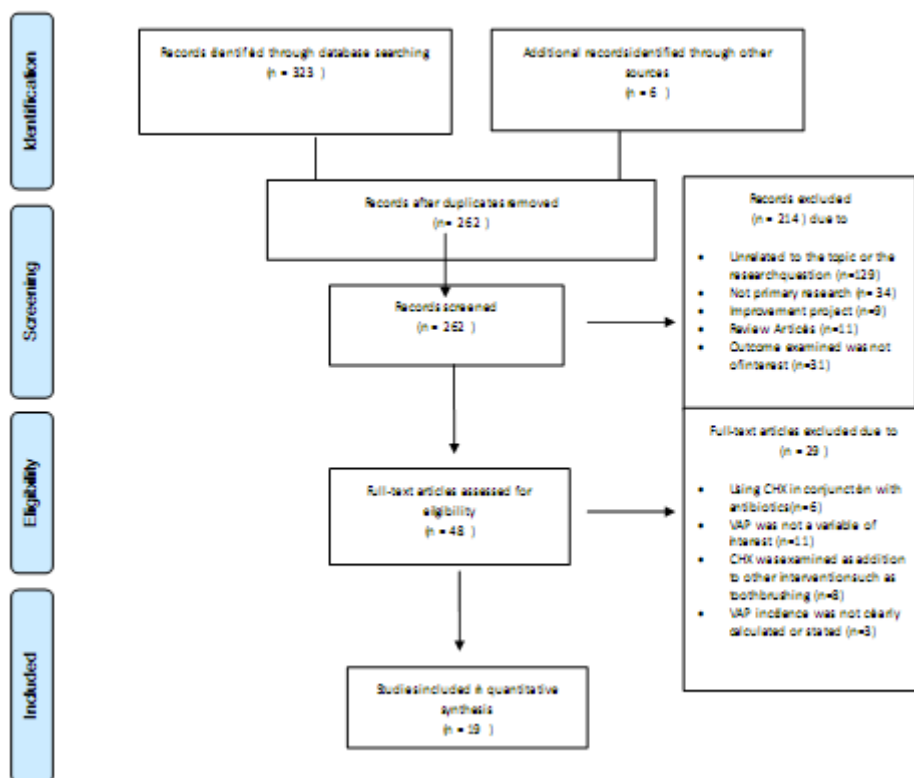 Identification
Records identified through database searching
(n = 323 )
Additional records identified through other
sources
(n = 6 )
Records after duplicates removed
(n= 262 )
Screening
Records screened
(n = 262 )
Records excluded
(n = 214 ) due to
• Unrelated to the topic or the
research question (n=129)
• Not primary research (n= 34)
• Improvement project (n=9)
• Review Articles (n=11)
• Outcome examined was not
of interest (n=31)
Eligibility
Full-text articles assessed for
eligibility
(n = 48 )
Full-text articles excluded due to
(n = 29 )
• Using CHX in conjunction with
antibiotics(n=6)
• VAP was not a variable of
interest (n=11)
• CHX was examined as addition
to other intervention such as
toothbrushing (n=8)
• VAP incidence was not clearly
calculated or stated (n=3)
Included
Studies included in quantitative
synthesis
(n = 19 )